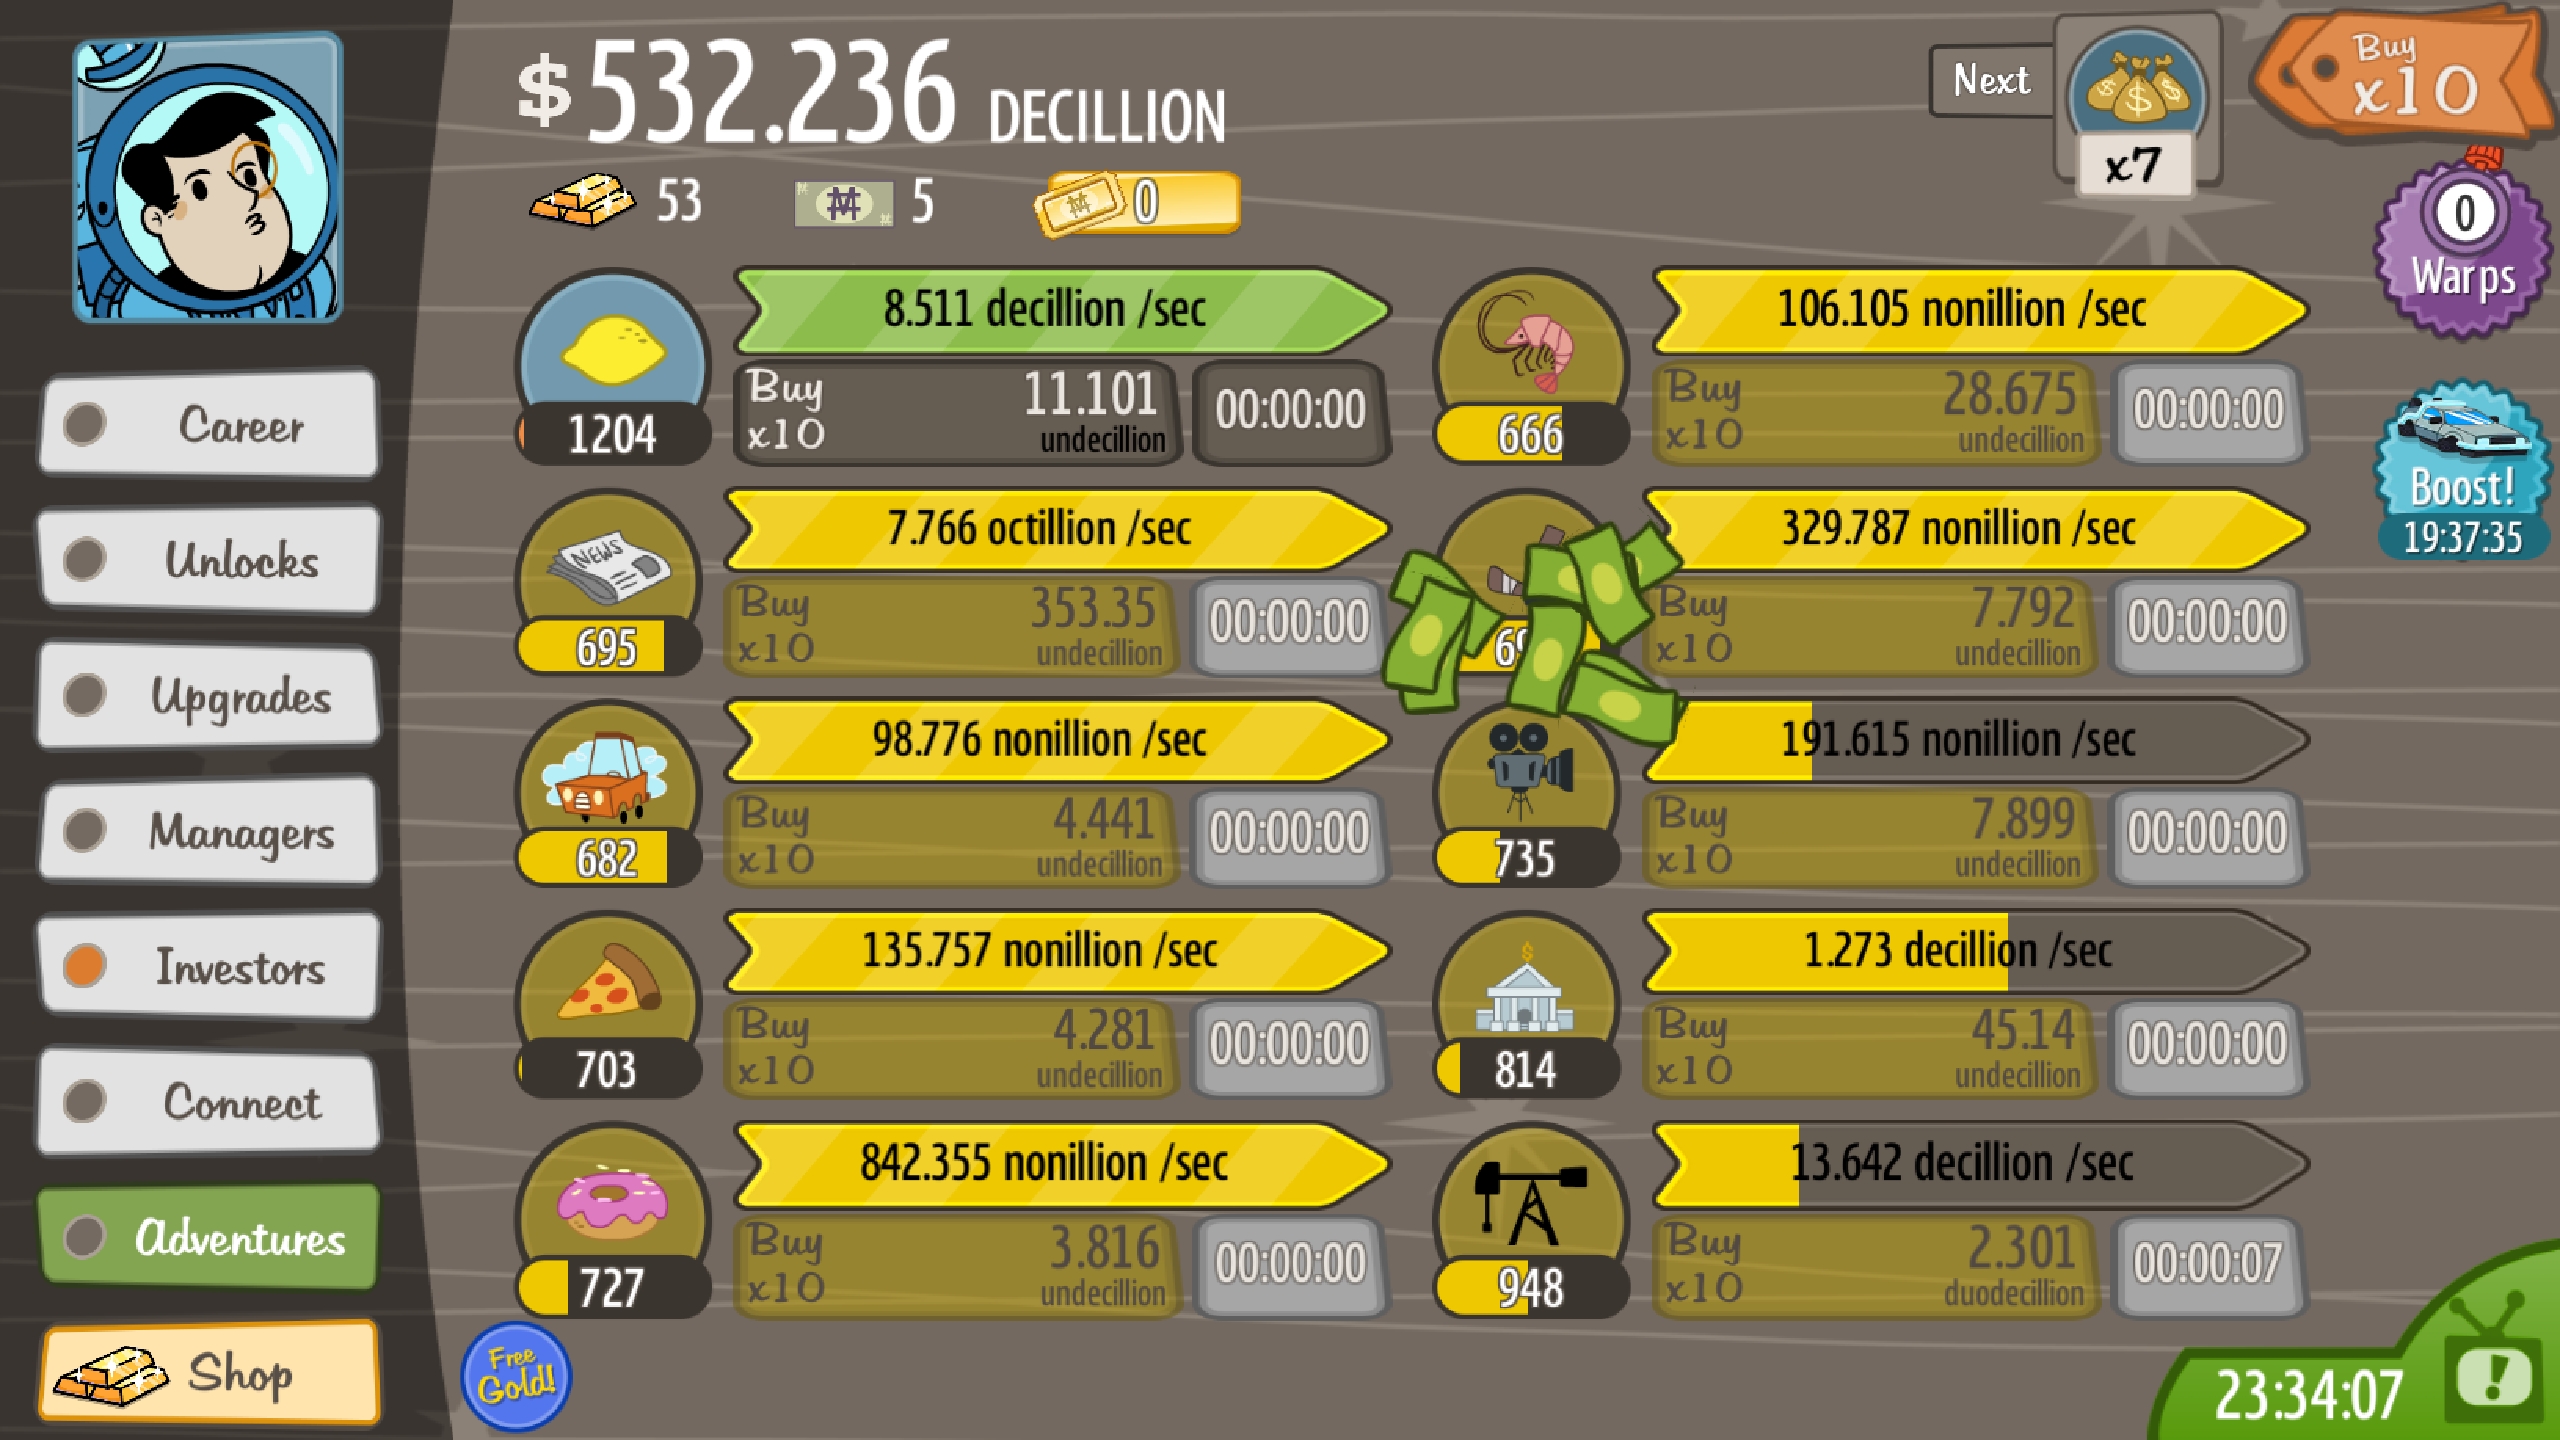 $532.236 DECILLION
53
5
0
Next
x7
Buy
x10
0
Warps
Boost!
19:37:35
Career
Unlocks
Upgrades
Managers
Investors
Connect
Adventures
Shop
8.511 decillion /sec
Buy
x10
11.101
undecillion
00:00:00
1204
106.105 nonillion /sec
Buy
x10
28.675
undecillion
00:00:00
666
NEWS
7.766 octillion /sec
Buy
x10
353.35
undecillion
00:00:00
695
329.787 nonillion /sec
Buy
x10
7.792
undecillion
00:00:00
98.776 nonillion /sec
Buy
x10
4.441
undecillion
00:00:00
682
191.615 nonillion /sec
Buy
x10
7.899
undecillion
00:00:00
735
135.757 nonillion /sec
Buy
x10
4.281
undecillion
00:00:00
703
1.273 decillion /sec
Buy
x10
45.14
undecillion
00:00:00
814
842.355 nonillion /sec
Buy
x10
3.816
undecillion
00:00:00
727
13.642 decillion /sec
Buy
x10
2.301
duodecillion
00:00:07
948
Free
Gold!
23:34:07